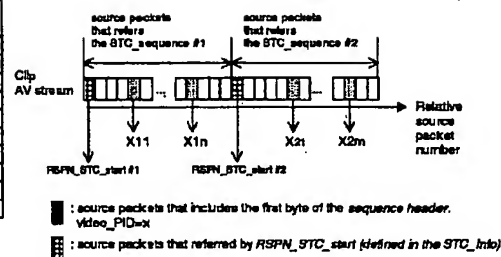 source packets
that refers
the STC_sequence #1
source packets
that refers
the STC_sequence #2
Clip
AV stream
...
...
Relative
source
packet
number
X11
X1n
X21
X2m
RSPN_STC_start #1
RSPN_STC_start #2
: source packets that includes the first byte of the sequence header.
video_PID=x
: source packets that referred by RSPN_STC_start (defined in the STC_Info)